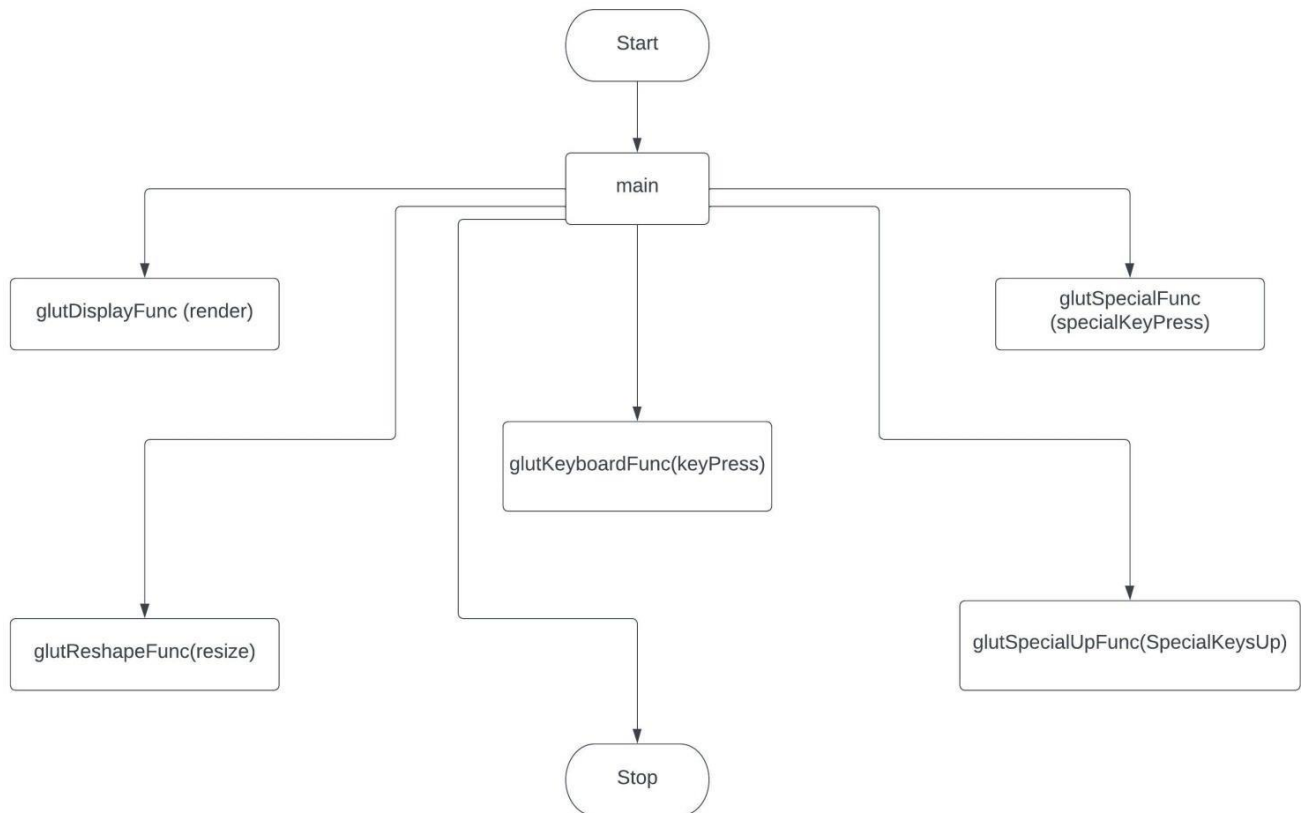 Start
main
glutDisplayFunc (render)
glutSpecialFunc
(specialKeyPress)
glutKeyboardFunc(keyPress)
glutReshapeFunc(resize)
glutSpecialUpFunc(SpecialKeysUp)
Stop